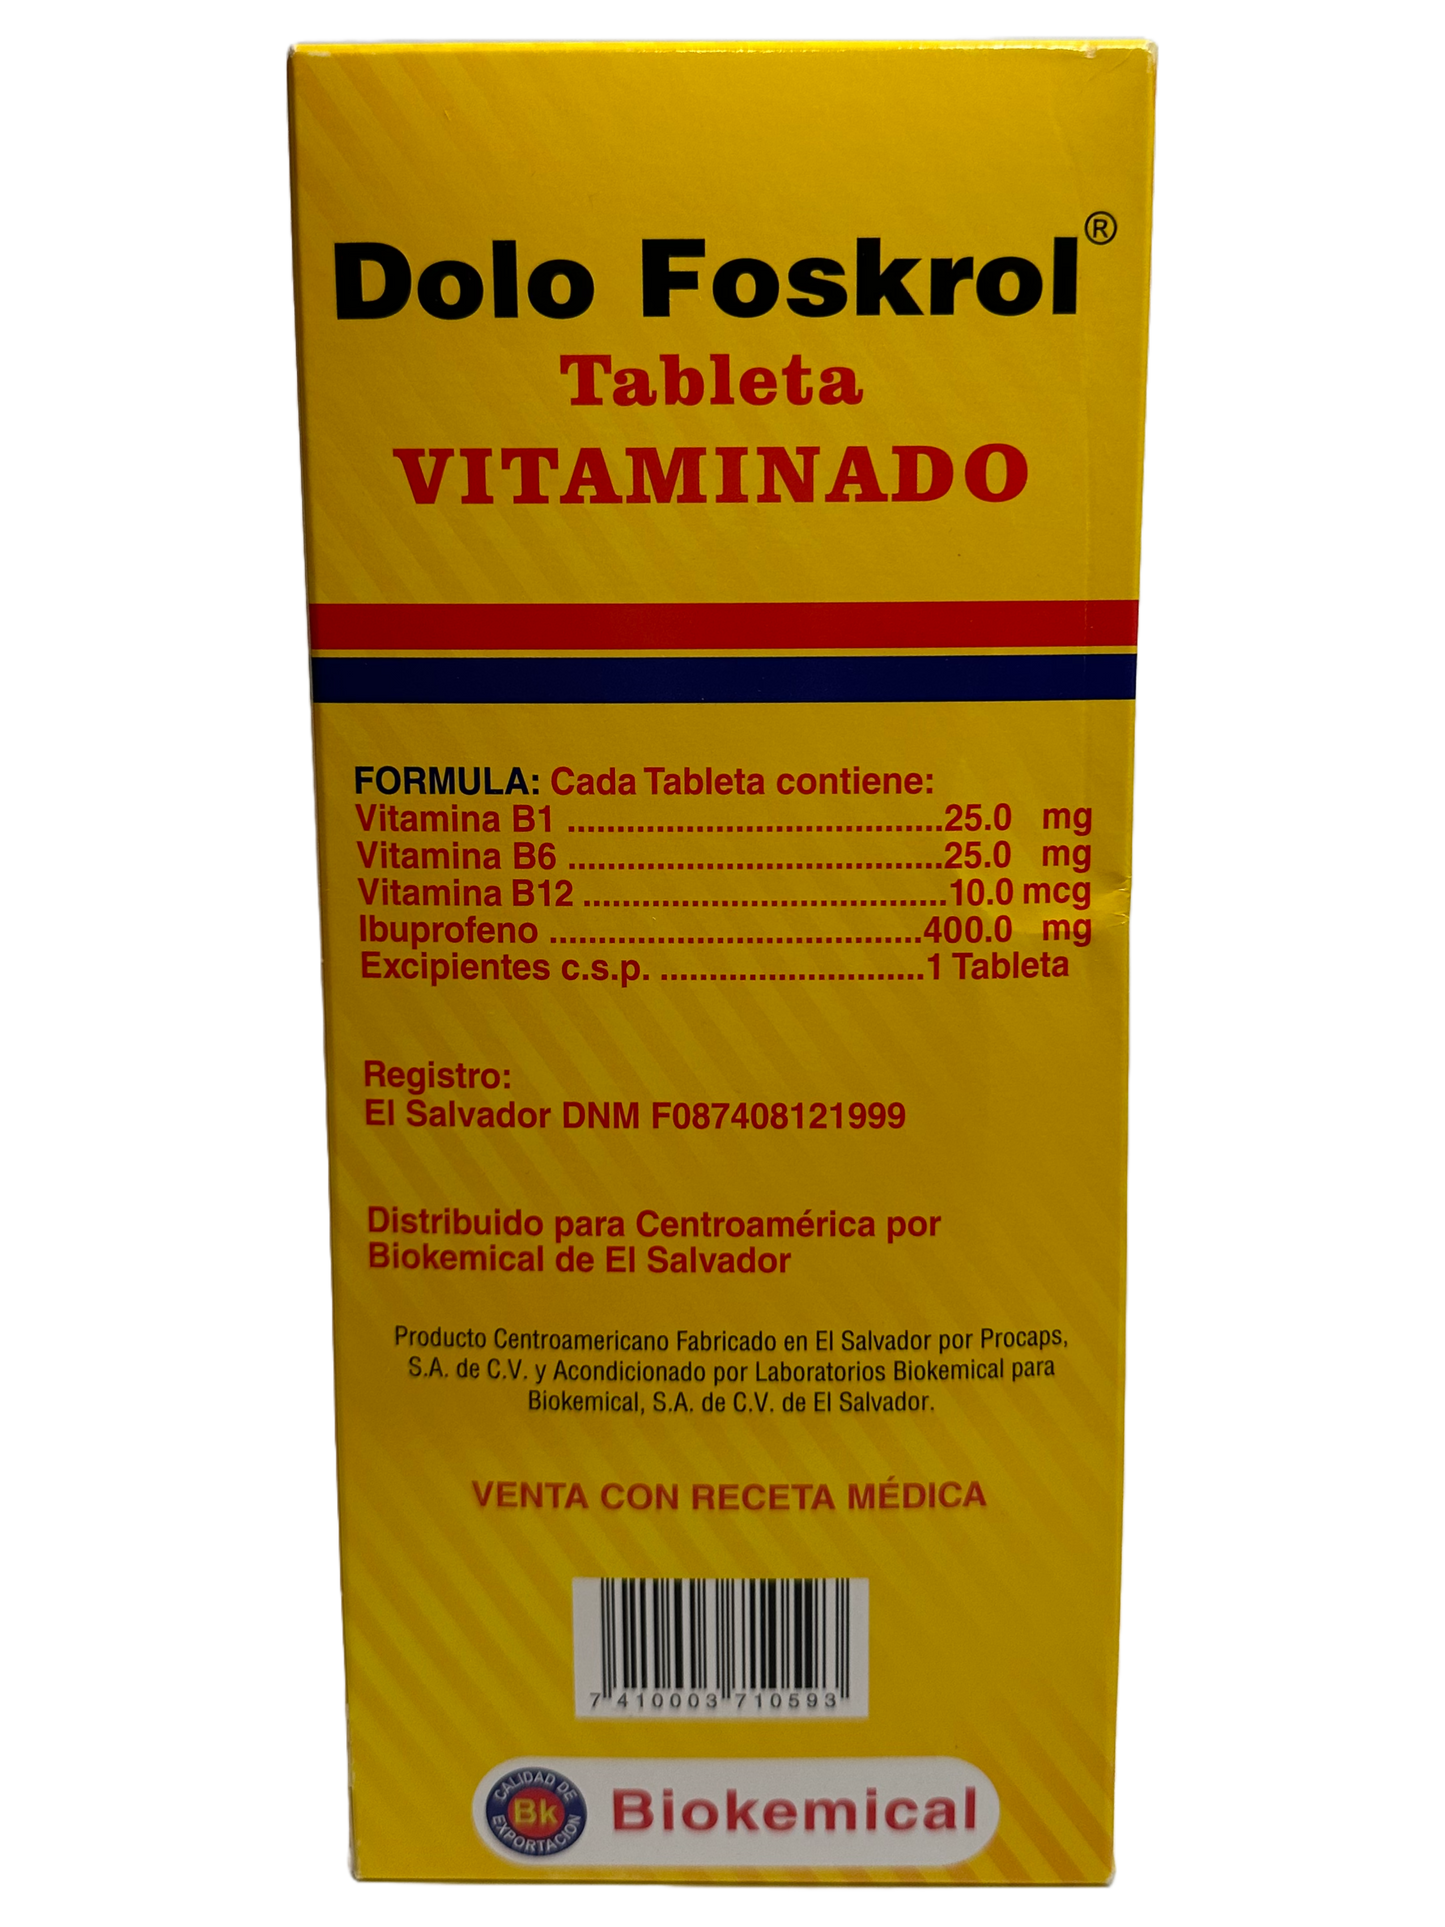 Dolo Foskrol®
Tableta
VITAMINADO
FORMULA: Cada Tableta contiene:
Vitamina B1 ......................................25.0 mg
Vitamina B6 ......................................25.0 mg
Vitamina B12 .....................................10.0 mcg
Ibuprofeno ......................................400.0 mg
Excipientes c.s.p. ...........................1 Tableta
Registro:
El Salvador DNM F087408121999
Distribuido para Centroamérica por
Biokemical de El Salvador
Producto Centroamericano Fabricado en El Salvador por Procaps,
S.A. de C.V. y Acondicionado por Laboratorios Biokemical para
Biokemical, S.A. de C.V. de El Salvador.
VENTA CON RECETA MÉDICA
7 410003 710593
CALIDAD DE
Bk
EXPORTACION
Biokemical